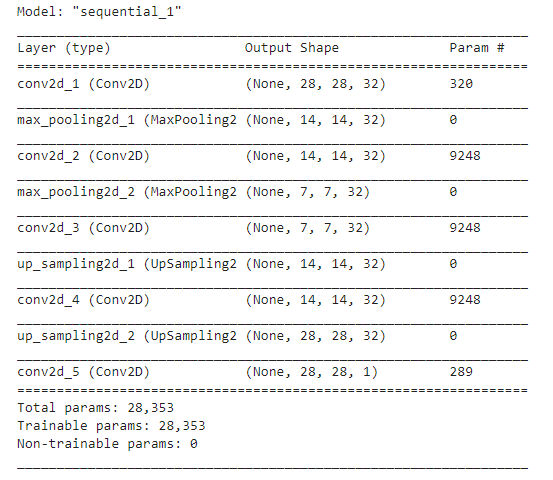 Model: "sequential_1"
_________________________________________________________________
Layer (type)                 Output Shape              Param #
=================================================================
conv2d_1 (Conv2D)            (None, 28, 28, 32)        320
_________________________________________________________________
max_pooling2d_1 (MaxPooling2 (None, 14, 14, 32)        0
_________________________________________________________________
conv2d_2 (Conv2D)            (None, 14, 14, 32)        9248
_________________________________________________________________
max_pooling2d_2 (MaxPooling2 (None, 7, 7, 32)          0
_________________________________________________________________
conv2d_3 (Conv2D)            (None, 7, 7, 32)          9248
_________________________________________________________________
up_sampling2d_1 (UpSampling2 (None, 14, 14, 32)        0
_________________________________________________________________
conv2d_4 (Conv2D)            (None, 14, 14, 32)        9248
_________________________________________________________________
up_sampling2d_2 (UpSampling2 (None, 28, 28, 32)        0
_________________________________________________________________
conv2d_5 (Conv2D)            (None, 28, 28, 1)         289
=================================================================
Total params: 28,353
Trainable params: 28,353
Non-trainable params: 0
_________________________________________________________________